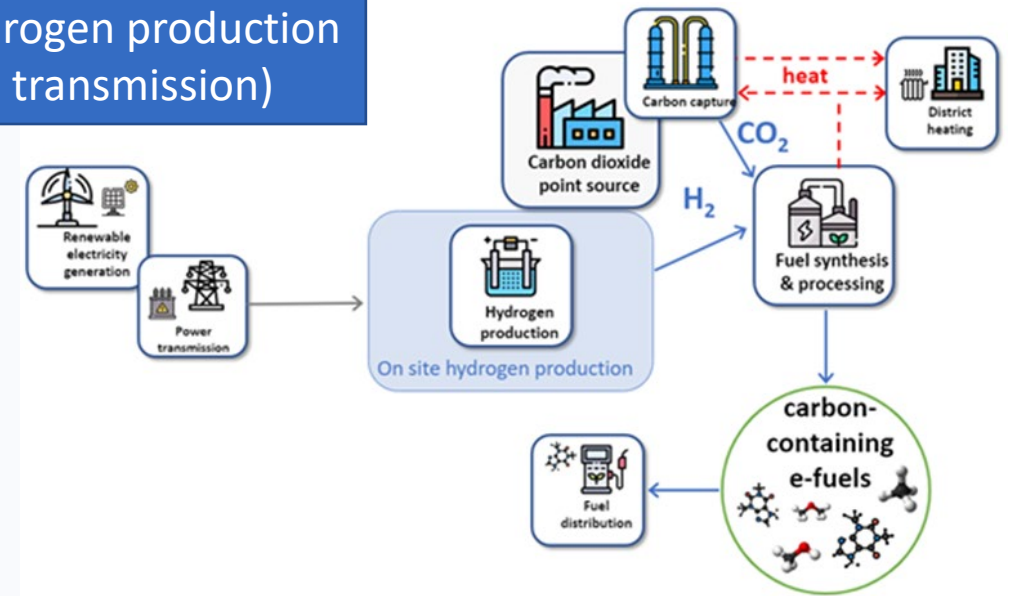 rogen production
transmission)
Carbon capture
heat
District
heating
CO₂
Carbon dioxide
point source
H₂
Renewable
electricity
generation
Fuel synthesis
& processing
Power
transmission
+ -
Hydrogen
production
On site hydrogen production
carbon-
containing
e-fuels
Fuel
distribution